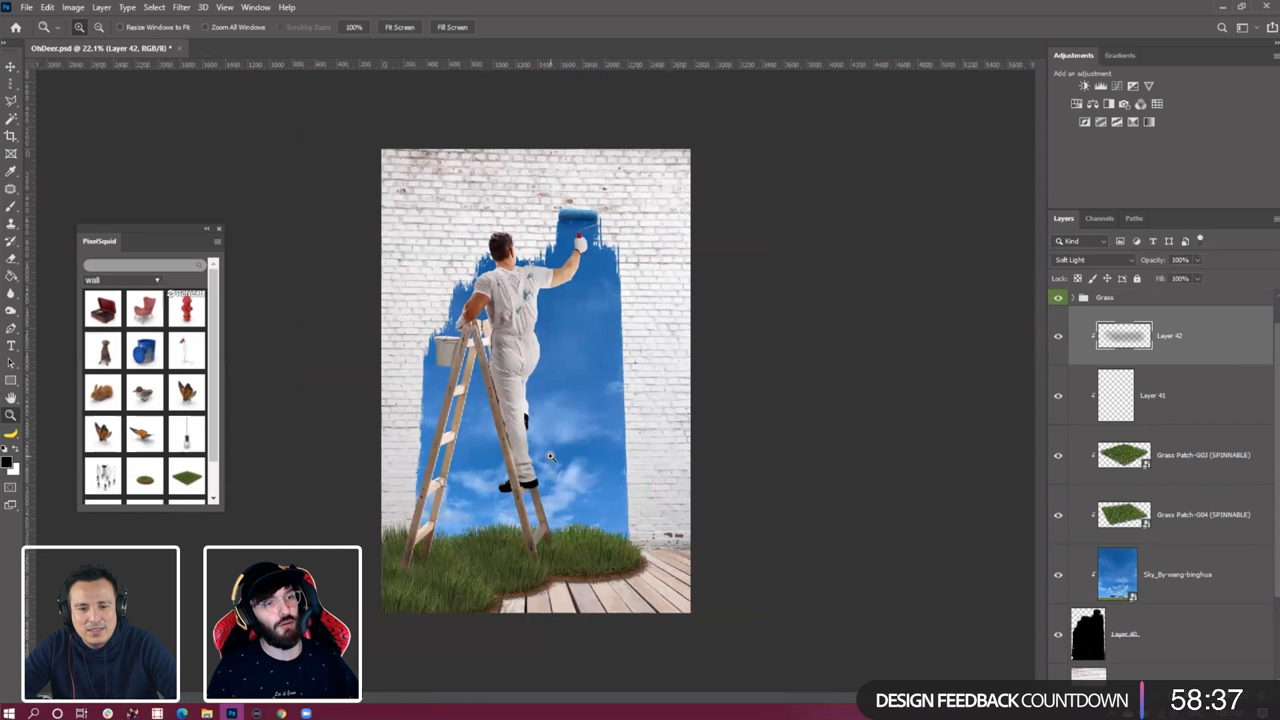 File Edit Image Layer Type Select Filter 3D View Window Help
Resize Windows to Fit Zoom All Windows Scrubby Zoom 100% Fit Screen Fill Screen
OhDeer.psd @ 22.1% (Layer 42, RGB/8) *
Adjustments Gradients
Add an adjustment
PixelSquid
wall
Layers Channels Paths
Kind
Soft Light Opacity: 100%
Lock: Fill: 100%
Grass
Layer 42
Layer 41
Grass Patch-G03 (SPINNABLE)
Grass Patch-G04 (SPINNABLE)
Sky_By-wang-binghua
Layer 40
DESIGN FEEDBACK COUNTDOWN 58:37